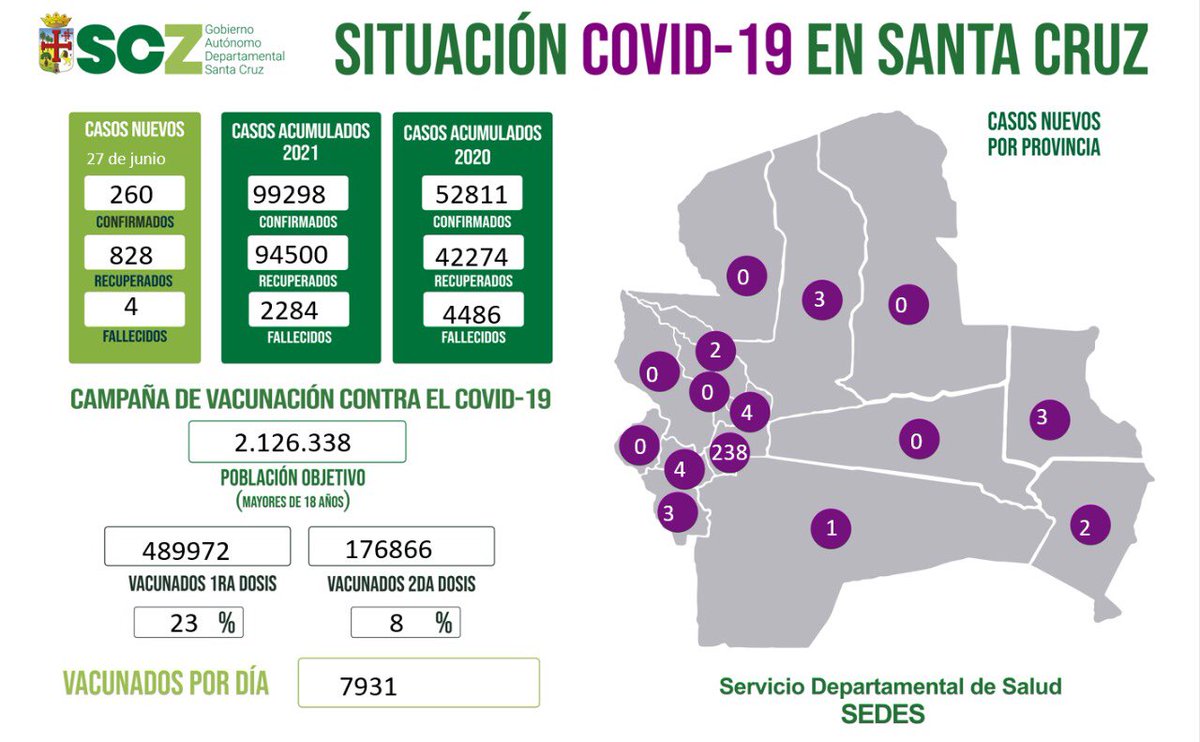 SCZ
Gobierno
Autónomo
Departamental
Santa Cruz
SITUACIÓN COVID-19 EN SANTA CRUZ
CASOS NUEVOS
27 de junio
260
CONFIRMADOS
828
RECUPERADOS
4
FALLECIDOS
CASOS ACUMULADOS
2021
99298
CONFIRMADOS
94500
RECUPERADOS
2284
FALLECIDOS
CASOS ACUMULADOS
2020
52811
CONFIRMADOS
42274
RECUPERADOS
4486
FALLECIDOS
CAMPAÑA DE VACUNACIÓN CONTRA EL COVID-19
2.126.338
POBLACIÓN OBJETIVO
(MAYORES DE 18 AÑOS)
489972
VACUNADOS 1RA DOSIS
23 %
176866
VACUNADOS 2DA DOSIS
8 %
VACUNADOS POR DÍA
7931
CASOS NUEVOS
POR PROVINCIA
0
3
0
2
0
0
4
3
0
0
238
4
3
1
2
Servicio Departamental de Salud
SEDES